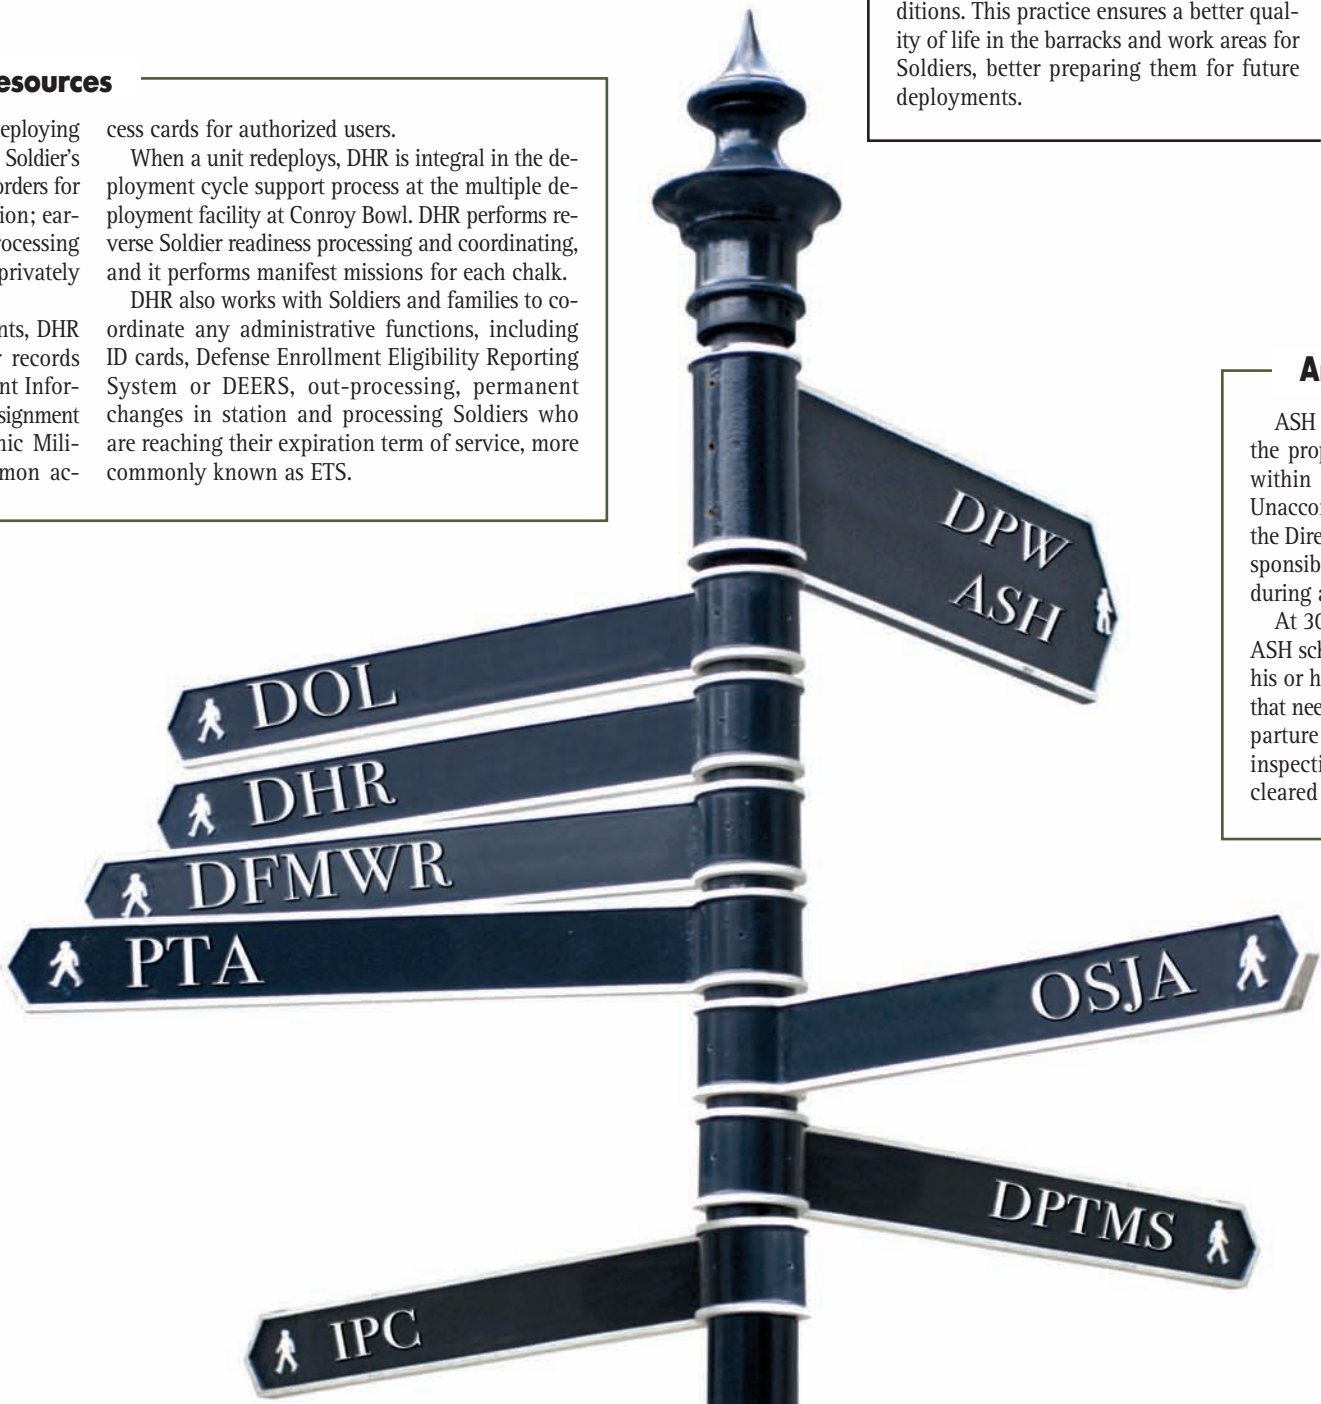 ditions. This practice ensures a better qual-
ity of life in the barracks and work areas for
Soldiers, better preparing them for future
deployments.
esources
eploying
Soldier's
orders for
ion; ear-
rocessing
privately
nts, DHR
records
nt Infor-
signment
nic Mili-
mon ac-
cess cards for authorized users.
When a unit redeploys, DHR is integral in the de-
ployment cycle support process at the multiple de-
ployment facility at Conroy Bowl. DHR performs re-
verse Soldier readiness processing and coordinating,
and it performs manifest missions for each chalk.
DHR also works with Soldiers and families to co-
ordinate any administrative functions, including
ID cards, Defense Enrollment Eligibility Reporting
System or DEERS, out-processing, permanent
changes in station and processing Soldiers who
are reaching their expiration term of service, more
commonly known as ETS.
ASH
the prop
within
Unaccor
the Dire
sponsib
during a
At 30
ASH sch
his or h
that nee
parture
inspecti
cleared
DPW
ASH
DOL
DHR
DFMWR
PTA
OSJA
DPTMS
IPC